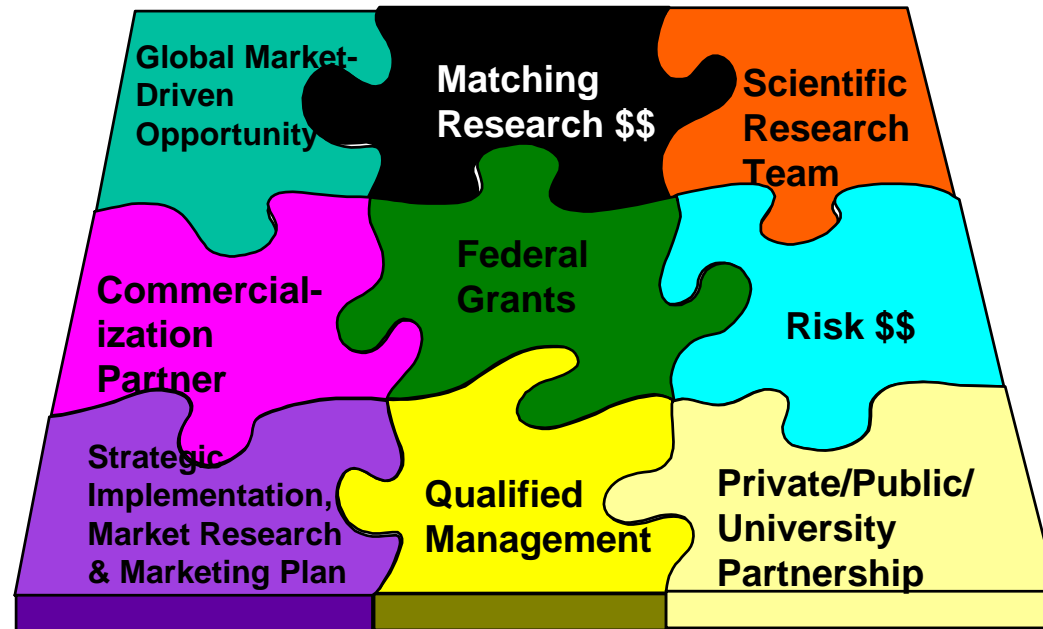 Global Market-
Driven
Opportunity
Matching
Research $$
Scientific
Research
Team
Commercial-
ization
Partner
Federal
Grants
Risk $$
Strategic
Implementation,
Market Research
& Marketing Plan
Qualified
Management
Private/Public/
University
Partnership